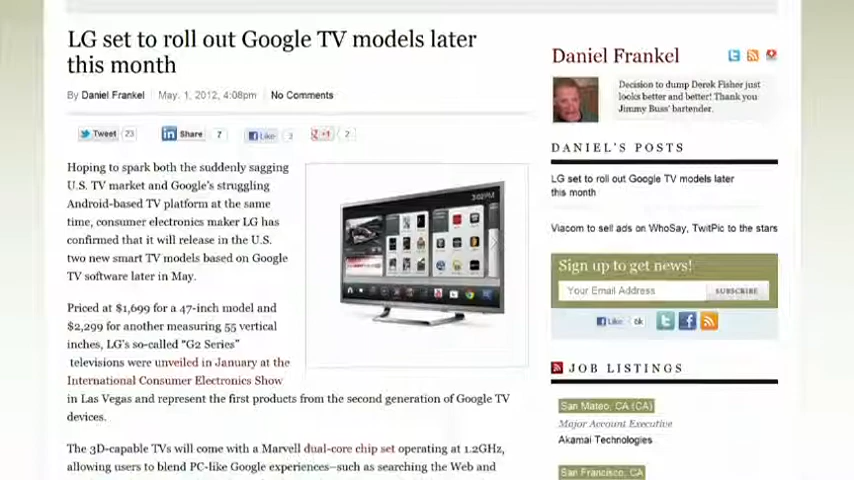 LG set to roll out Google TV models later
this month
By Daniel Frankel
May. 1, 2012, 4:08pm
No Comments
Tweet 23
Share 7
Like 3
+1 2
Hoping to spark both the suddenly sagging
U.S. TV market and Google's struggling
Android-based TV platform at the same
time, consumer electronics maker LG has
confirmed that it will release in the U.S.
two new smart TV models based on Google
TV software later in May.
3:02PM
Priced at $1,699 for a 47-inch model and
$2,299 for another measuring 55 vertical
inches, LG's so-called "G2 Series"
televisions were unveiled in January at the
International Consumer Electronics Show
in Las Vegas and represent the first products from the second generation of Google TV
devices.
The 3D-capable TVs will come with a Marvell dual-core chip set operating at 1.2GHz,
allowing users to blend PC-like Google experiences—such as searching the Web and
Daniel Frankel
Decision to dump Derek Fisher just
looks better and better! Thank you
Jimmy Buss' bartender.
DANIEL'S POSTS
LG set to roll out Google TV models later
this month
Viacom to sell ads on WhoSay, TwitPic to the stars
Sign up to get news!
Your Email Address
SUBSCRIBE
Like 6k
JOB LISTINGS
San Mateo, CA (CA)
Major Account Executive
Akamai Technologies
San Francisco, CA